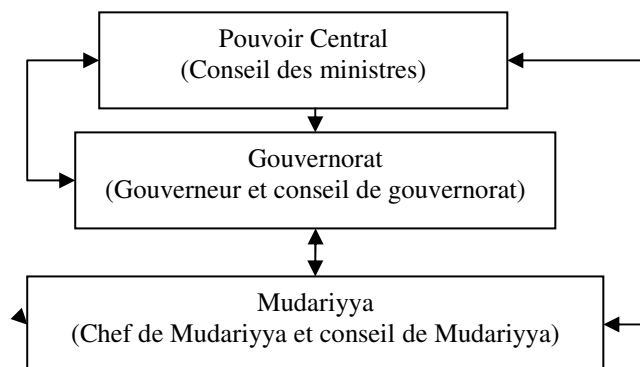 Pouvoir Central
(Conseil des ministres)
Gouvernorat
(Gouverneur et conseil de gouvernorat)
Mudariyya
(Chef de Mudariyya et conseil de Mudariyya)